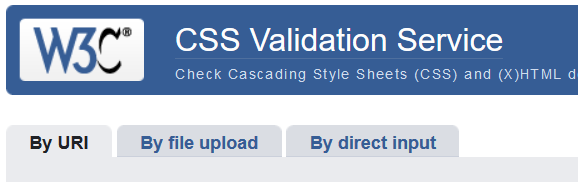 W3C®
CSS Validation Service
Check Cascading Style Sheets (CSS) and (X)HTML d
By URI
By file upload
By direct input